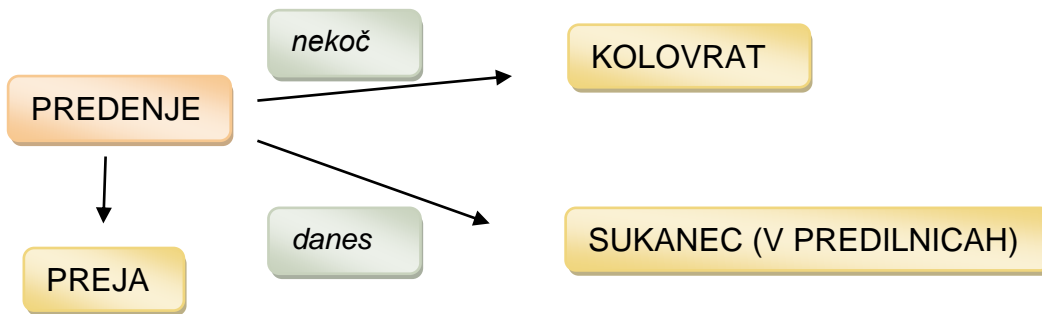 nekoč
KOLOVRAT
PREDENJE
danes
SUKANEC (V PREDILNICAH)
PREJA